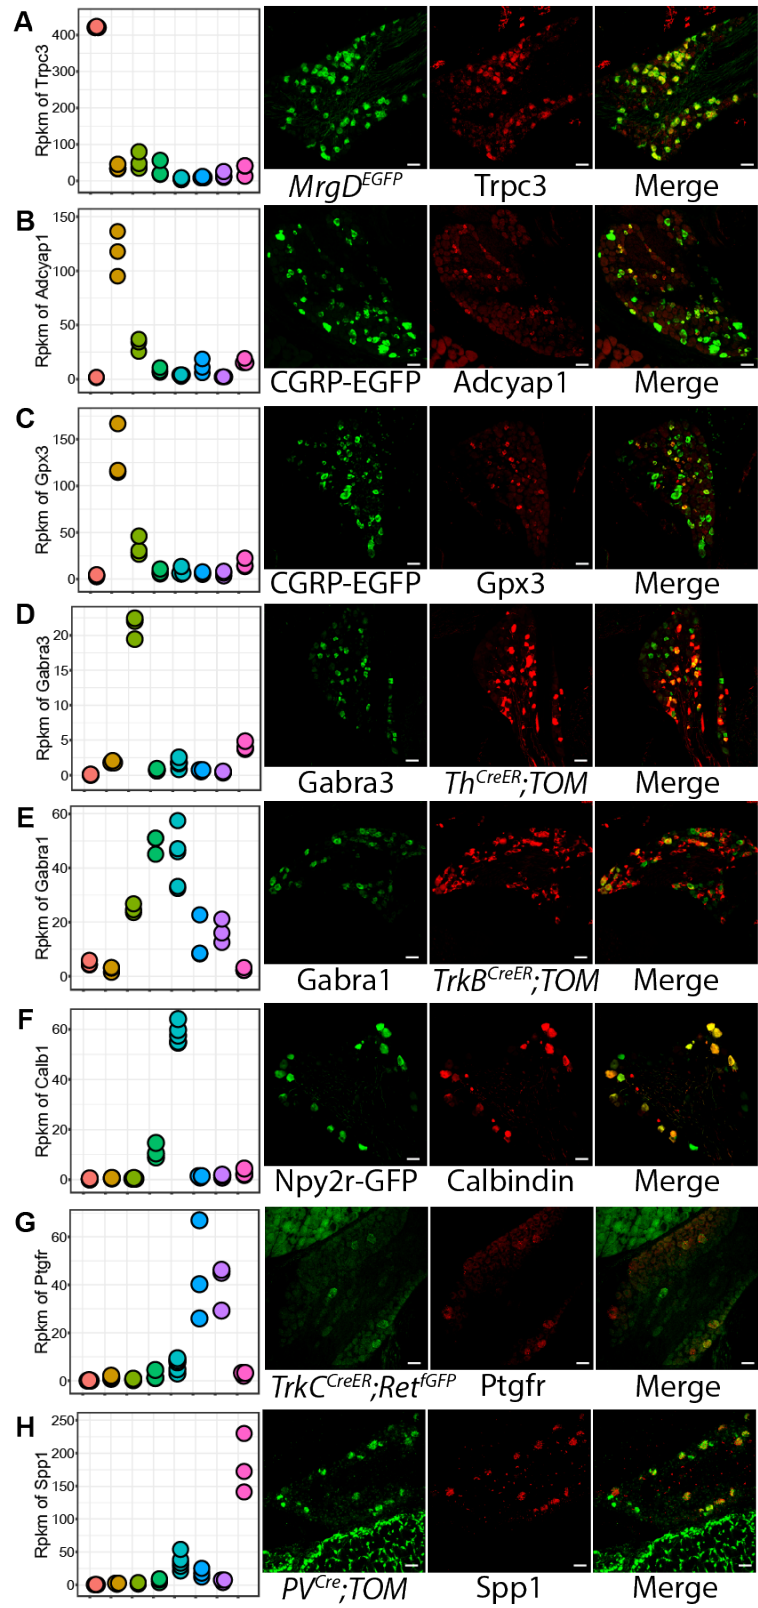 A
Rpkm of Trpc3
400
300
200
100
0
MrgD^EGFP Trpc3 Merge
B
Rpkm of Adcyap1
150
100
50
0
CGRP-EGFP Adcyap1 Merge
C
Rpkm of Gpx3
150
100
50
0
CGRP-EGFP Gpx3 Merge
D
Rpkm of Gabra3
20
15
10
5
0
Gabra3 Th^CreER;TOM Merge
E
Rpkm of Gabra1
60
40
20
0
Gabra1 TrkB^CreER;TOM Merge
F
Rpkm of Calb1
60
40
20
0
Npy2r-GFP Calbindin Merge
G
Rpkm of Ptgfr
60
40
20
0
TrkC^CreER;Ret^fGFP Ptgfr Merge
H
Rpkm of Spp1
250
200
150
100
50
0
PV^Cre;TOM Spp1 Merge